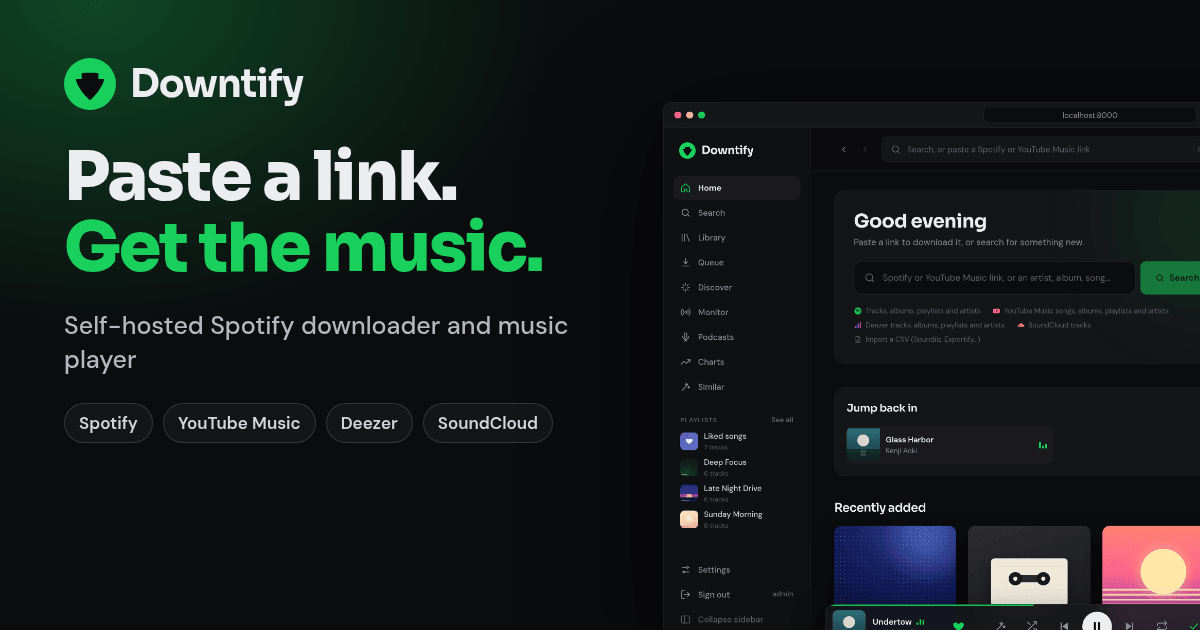 Downtify
Paste a link.
Get the music.
Self-hosted Spotify downloader and music
player
Spotify
YouTube Music
Deezer
SoundCloud
localhost:8000
Downtify
Search, or paste a Spotify or YouTube Music link
Home
Search
Library
Queue
Discover
Monitor
Podcasts
Charts
Similar
PLAYLISTS
See all
Liked songs
7 tracks
Deep Focus
6 tracks
Late Night Drive
6 tracks
Sunday Morning
6 tracks
Settings
Sign out
admin
Collapse sidebar
Good evening
Paste a link to download it, or search for something new.
Spotify or YouTube Music link, or an artist, album, song...
Search
Tracks, albums, playlists and artists
YouTube Music songs, albums, playlists and artists
Deezer tracks, albums, playlists and artists
SoundCloud tracks
Import a CSV (Soundiiz, Exportify…)
Jump back in
Glass Harbor
Kenji Aoki
Recently added
Undertow